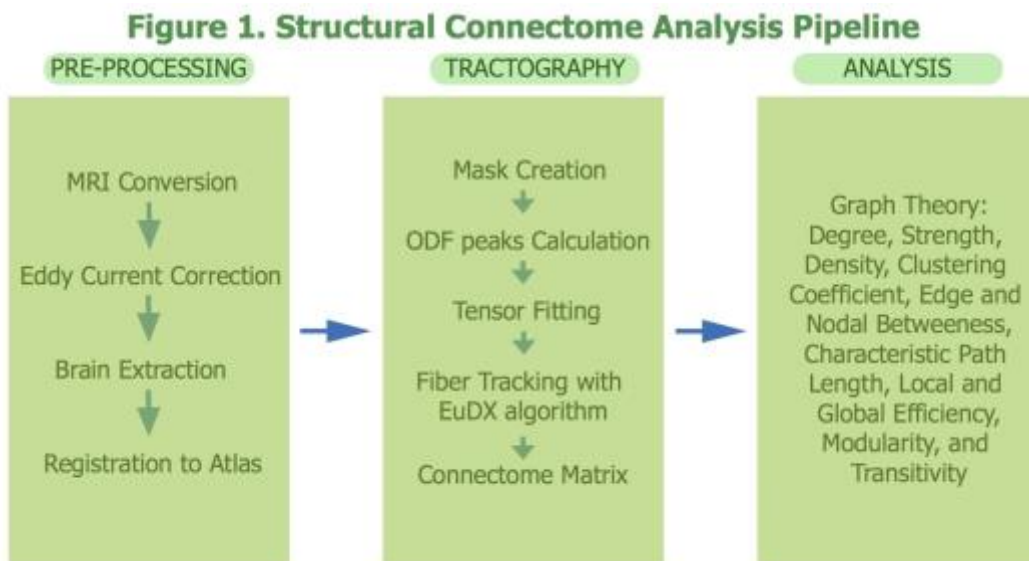 Figure 1. Structural Connectome Analysis Pipeline
PRE-PROCESSING
MRI Conversion
Eddy Current Correction
Brain Extraction
Registration to Atlas
TRACTOGRAPHY
Mask Creation
ODF peaks Calculation
Tensor Fitting
Fiber Tracking with
EuDX algorithm
Connectome Matrix
ANALYSIS
Graph Theory:
Degree, Strength,
Density, Clustering
Coefficient, Edge and
Nodal Betweeness,
Characteristic Path
Length, Local and
Global Efficiency,
Modularity, and
Transitivity